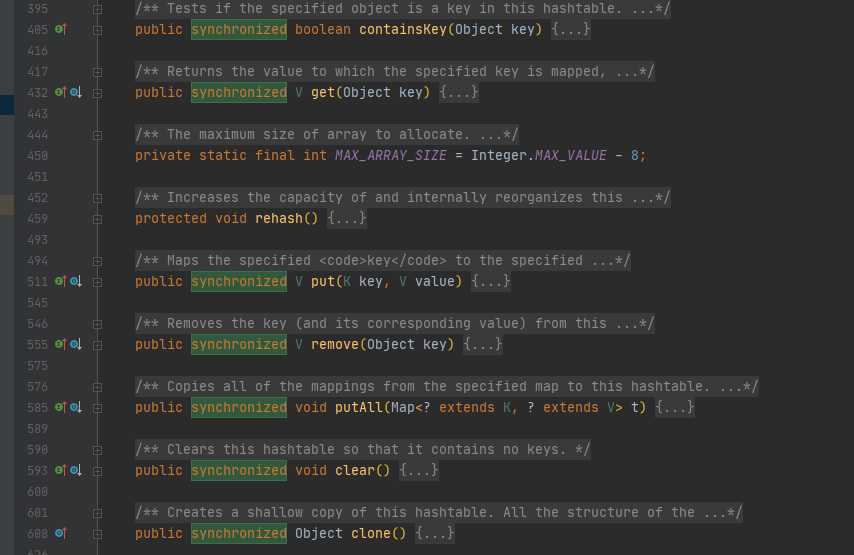 395 /** Tests if the specified object is a key in this hashtable. ...*/
405 public synchronized boolean containsKey(Object key) {...}
416
417 /** Returns the value to which the specified key is mapped, ...*/
432 public synchronized V get(Object key) {...}
443
444 /** The maximum size of array to allocate. ...*/
450 private static final int MAX_ARRAY_SIZE = Integer.MAX_VALUE - 8;
451
452 /** Increases the capacity of and internally reorganizes this ...*/
459 protected void rehash() {...}
493
494 /** Maps the specified <code>key</code> to the specified ...*/
511 public synchronized V put(K key, V value) {...}
545
546 /** Removes the key (and its corresponding value) from this ...*/
555 public synchronized V remove(Object key) {...}
575
576 /** Copies all of the mappings from the specified map to this hashtable. ...*/
585 public synchronized void putAll(Map<? extends K, ? extends V> t) {...}
589
590 /** Clears this hashtable so that it contains no keys. */
593 public synchronized void clear() {...}
600
601 /** Creates a shallow copy of this hashtable. All the structure of the ...*/
608 public synchronized Object clone() {...}
626